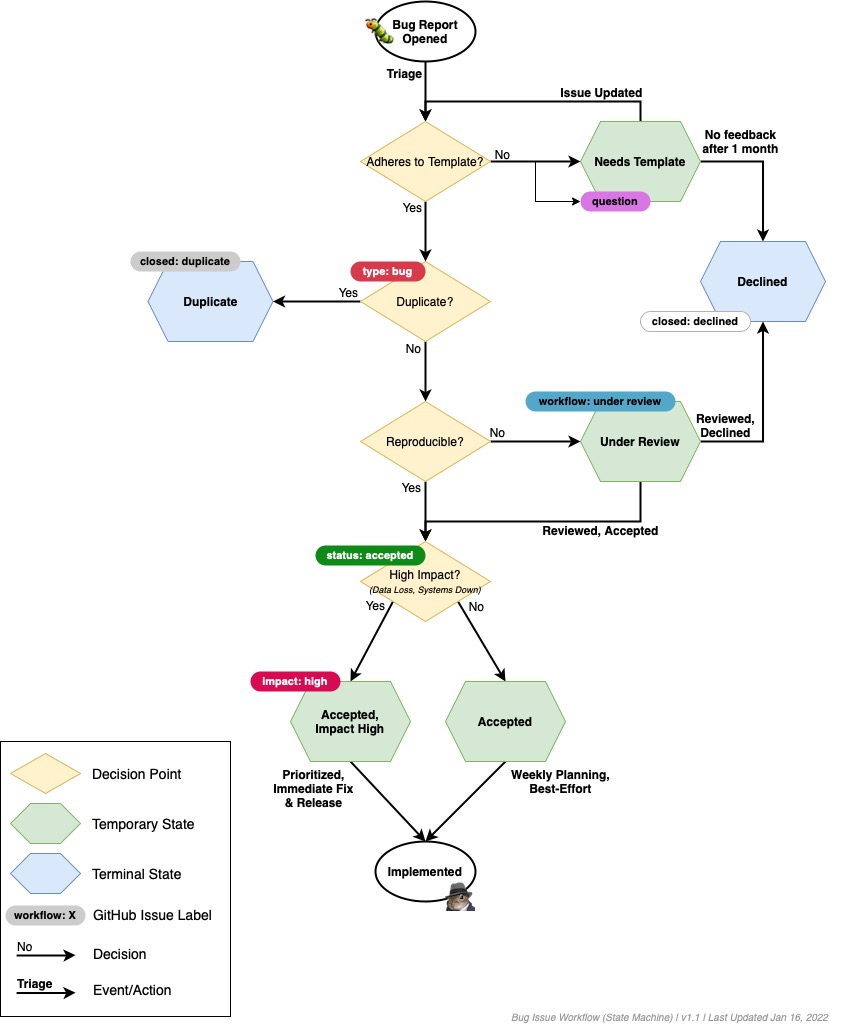 Bug Report
Opened
Triage
Issue Updated
Adheres to Template?
No
Needs Template
question
No feedback
after 1 month
Yes
closed: duplicate
Duplicate
Yes
type: bug
Duplicate?
Declined
closed: declined
No
Reproducible?
No
workflow: under review
Under Review
Reviewed,
Declined
Yes
Reviewed, Accepted
status: accepted
High Impact?
(Data Loss, Systems Down)
Yes
No
impact: high
Accepted,
Impact High
Accepted
Prioritized,
Immediate Fix
& Release
Weekly Planning,
Best-Effort
Implemented
Decision Point
Temporary State
Terminal State
workflow: X
GitHub Issue Label
No
Decision
Triage
Event/Action
Bug Issue Workflow (State Machine) | v1.1 | Last Updated Jan 16, 2022